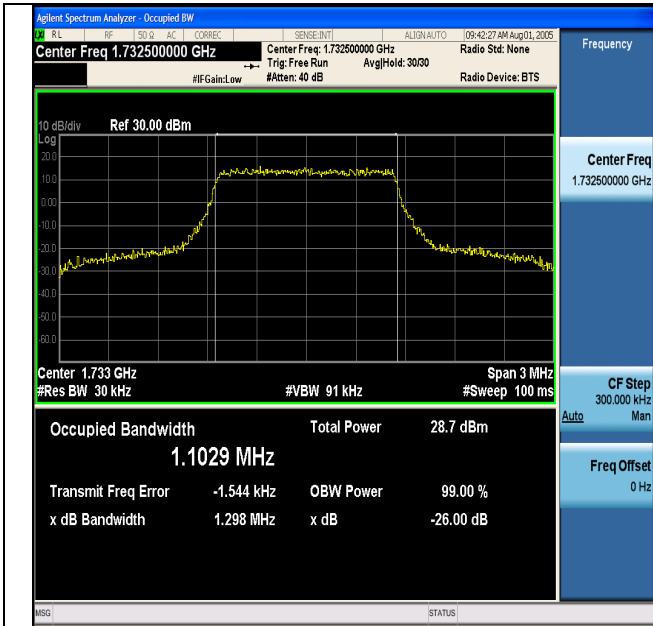 Agilent Spectrum Analyzer - Occupied BW
RL RF 50 Ω AC CORREC SENSE:INT ALIGN AUTO 09:42:27 AM Aug 01, 2005
Center Freq 1.732500000 GHz
Center Freq: 1.732500000 GHz
Radio Std: None
Trig: Free Run Avg|Hold: 30/30
#IFGain:Low
#Atten: 40 dB
Radio Device: BTS
Frequency
10 dB/div Ref 30.00 dBm
Log
20.0
10.0
0.00
-10.0
-20.0
-30.0
-40.0
-50.0
-60.0
Center 1.733 GHz
Span 3 MHz
#Res BW 30 kHz
#VBW 91 kHz
#Sweep 100 ms
Occupied Bandwidth
1.1029 MHz
Total Power 28.7 dBm
Transmit Freq Error -1.544 kHz OBW Power 99.00 %
x dB Bandwidth 1.298 MHz x dB -26.00 dB
Center Freq
1.732500000 GHz
CF Step
300.000 kHz
Auto Man
Freq Offset
0 Hz
MSG
STATUS